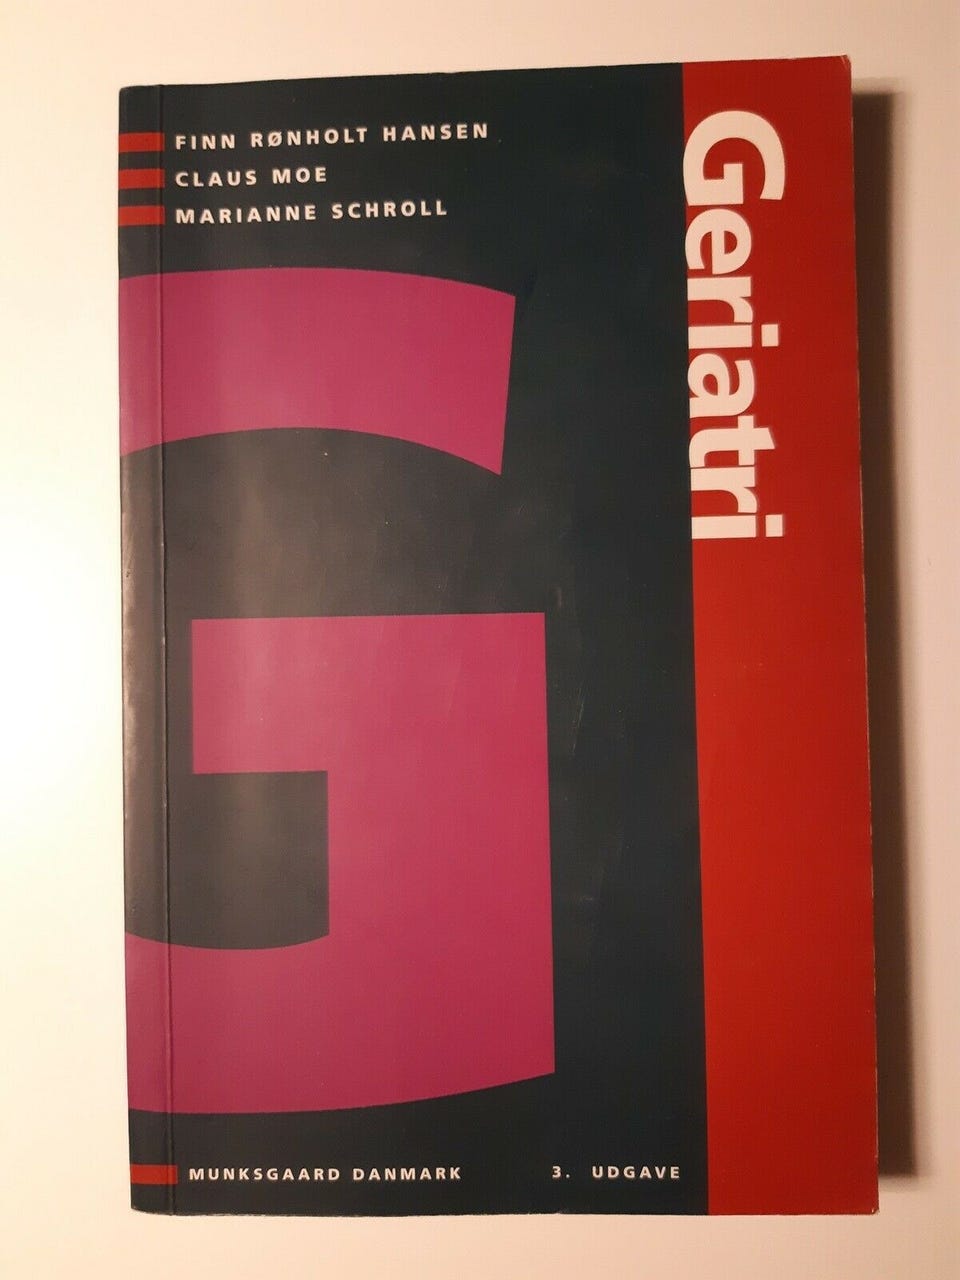 FINN RØNHOLT HANSEN
CLAUS MOE
MARIANNE SCHROLL
Geriatri
G
MUNKSGAARD DANMARK
3. UDGAVE